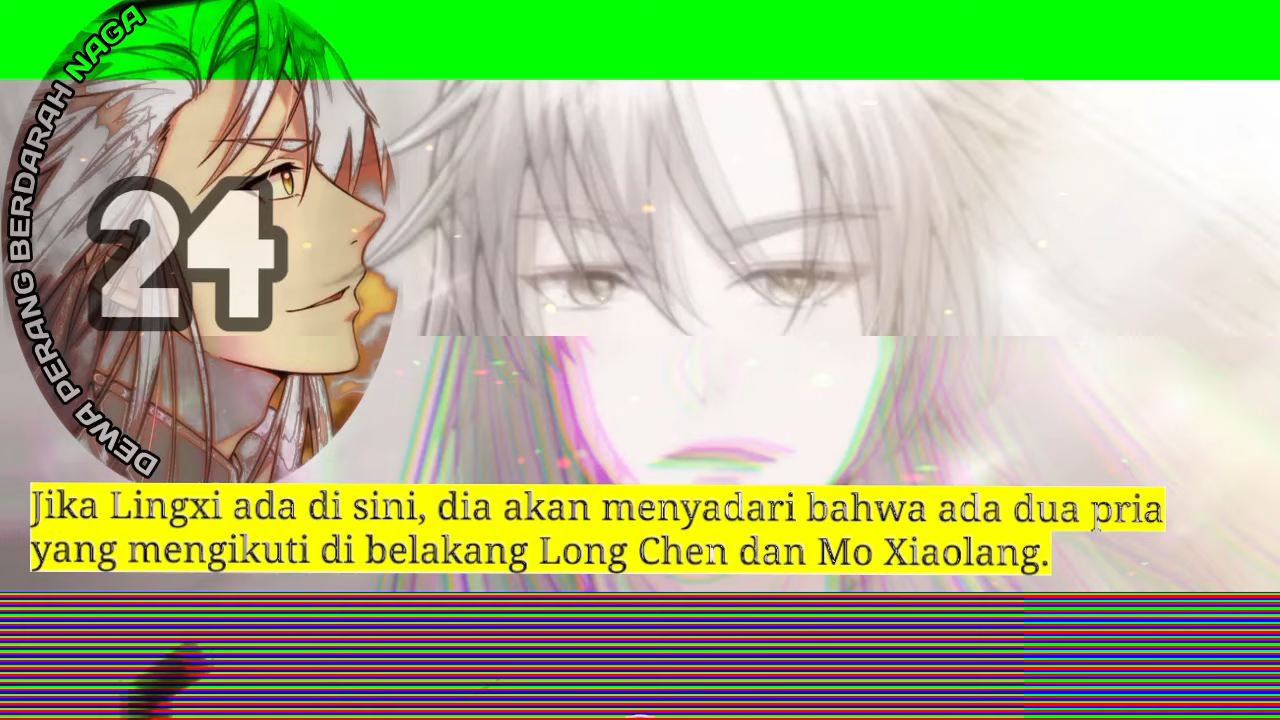 DEWA PERANG BERDARAH NAGA
24
Jika Lingxi ada di sini, dia akan menyadari bahwa ada dua pria
yang mengikuti di belakang Long Chen dan Mo Xiaolang.